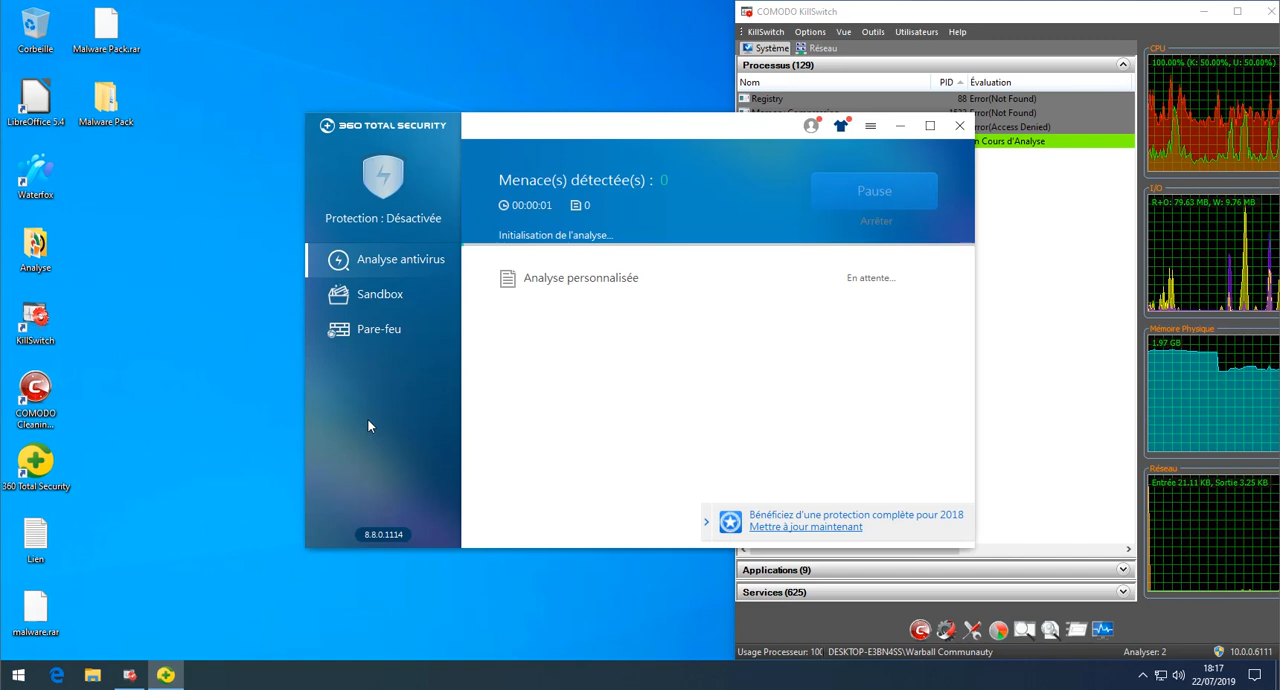 Corbeille
Malware Pack.rar
LibreOffice 5.4
Malware Pack
Waterfox
Analyse
KillSwitch
COMODO
Cleanin...
360 Total Security
Lien
malware.rar
360 TOTAL SECURITY
Protection : Désactivée
Analyse antivirus
Sandbox
Pare-feu
8.8.0.1114
Menace(s) détectée(s) : 0
00:00:01 0
Initialisation de l'analyse...
Pause
Arrêter
Analyse personnalisée
En attente...
Bénéficiez d'une protection complète pour 2018
Mettre à jour maintenant
COMODO KillSwitch
KillSwitch Options Vue Outils Utilisateurs Help
Système Réseau
Processus (129)
Nom PID Évaluation
Registry 88 Error(Not Found)
Error(Not Found)
rror(Access Denied)
n Cours d'Analyse
Applications (9)
Services (625)
Usage Processeur: 100 DESKTOP-E3BN4SS\Warball Communauty Analyser: 2 10.0.0.6111
CPU
100.00% (K: 50.00%, U: 50.00%)
I/O
R+O: 79.63 MB, W: 9.76 MB
Mémoire Physique
1.97 GB
Réseau
Entrée 21.11 KB, Sortie 3.25 KB
18:17
22/07/2019